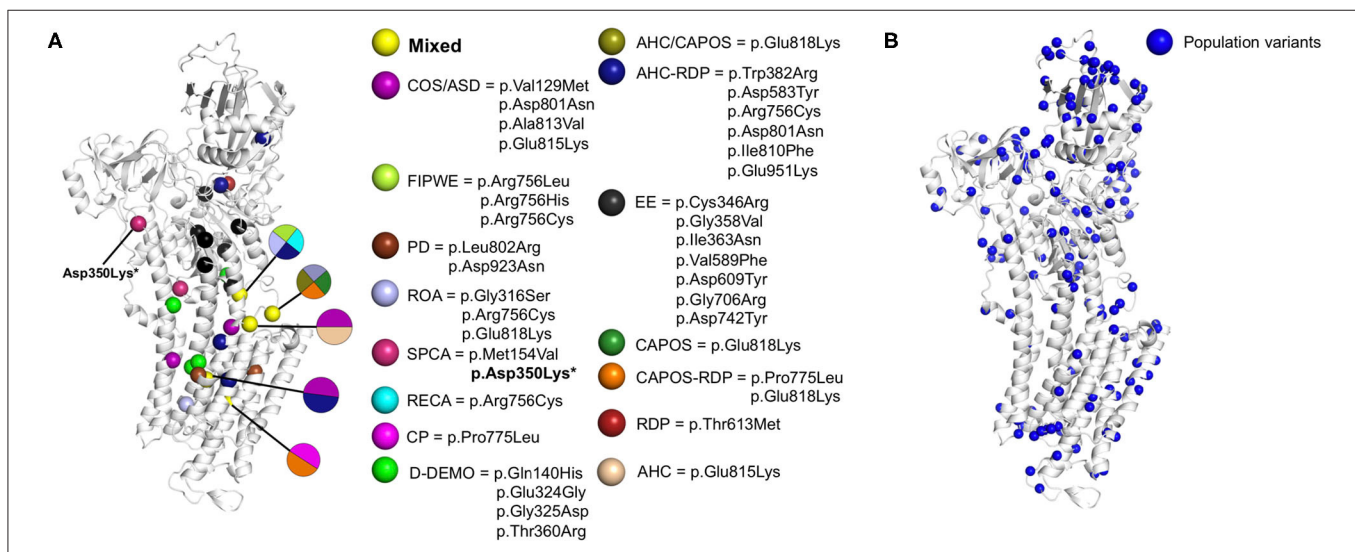 A
Asp350Lys*
Mixed
COS/ASD = p.Val129Met
p.Asp801Asn
p.Ala813Val
p.Glu815Lys
FIPWE = p.Arg756Leu
p.Arg756His
p.Arg756Cys
PD = p.Leu802Arg
p.Asp923Asn
ROA = p.Gly316Ser
p.Arg756Cys
p.Glu818Lys
SPCA = p.Met154Val
p.Asp350Lys*
RECA = p.Arg756Cys
CP = p.Pro775Leu
D-DEMO = p.Gln140His
p.Glu324Gly
p.Gly325Asp
p.Thr360Arg
AHC/CAPOS = p.Glu818Lys
AHC-RDP = p.Trp382Arg
p.Asp583Tyr
p.Arg756Cys
p.Asp801Asn
p.Ile810Phe
p.Glu951Lys
EE = p.Cys346Arg
p.Gly358Val
p.Ile363Asn
p.Val589Phe
p.Asp609Tyr
p.Gly706Arg
p.Asp742Tyr
CAPOS = p.Glu818Lys
CAPOS-RDP = p.Pro775Leu
p.Glu818Lys
RDP = p.Thr613Met
AHC = p.Glu815Lys
B
Population variants